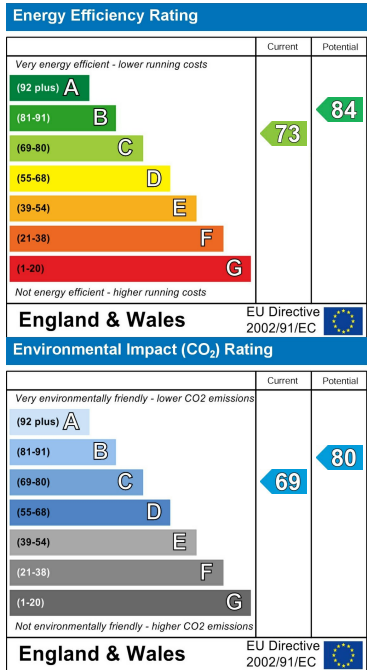 Energy Efficiency Rating
Current Potential
Very energy efficient - lower running costs
(92 plus) A
(81-91) B
(69-80) C
(55-68) D
(39-54) E
(21-38) F
(1-20) G
73
84
Not energy efficient - higher running costs
England & Wales
EU Directive
2002/91/EC
Environmental Impact (CO₂) Rating
Current Potential
Very environmentally friendly - lower CO2 emissions
(92 plus) A
(81-91) B
(69-80) C
(55-68) D
(39-54) E
(21-38) F
(1-20) G
69
80
Not environmentally friendly - higher CO2 emissions
England & Wales
EU Directive
2002/91/EC